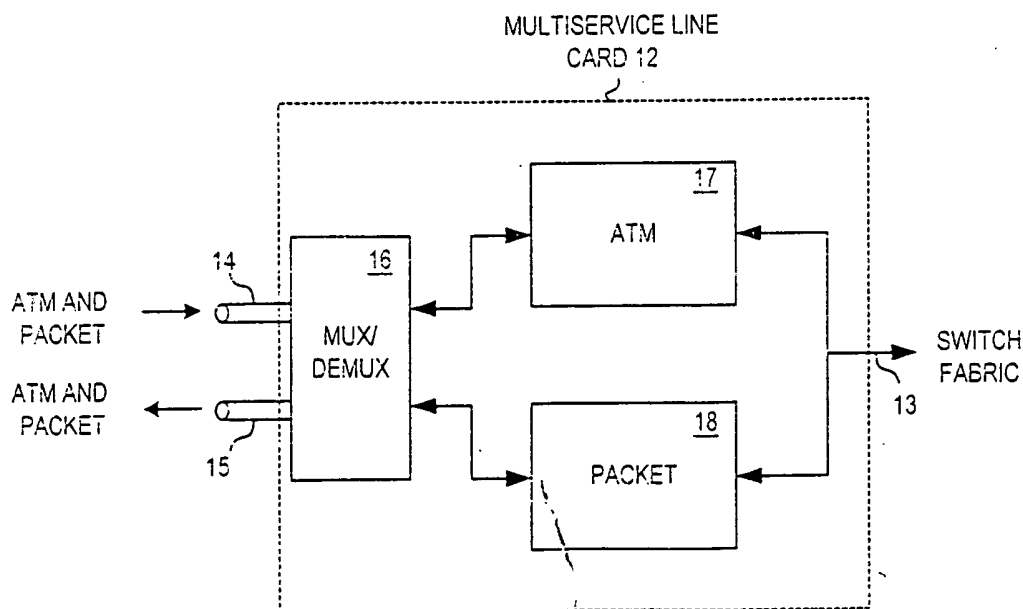 MULTISERVICE LINE
CARD 12
17
ATM
14
16
ATM AND
PACKET
MUX/
DEMUX
SWITCH
FABRIC
13
ATM AND
PACKET
15
18
PACKET